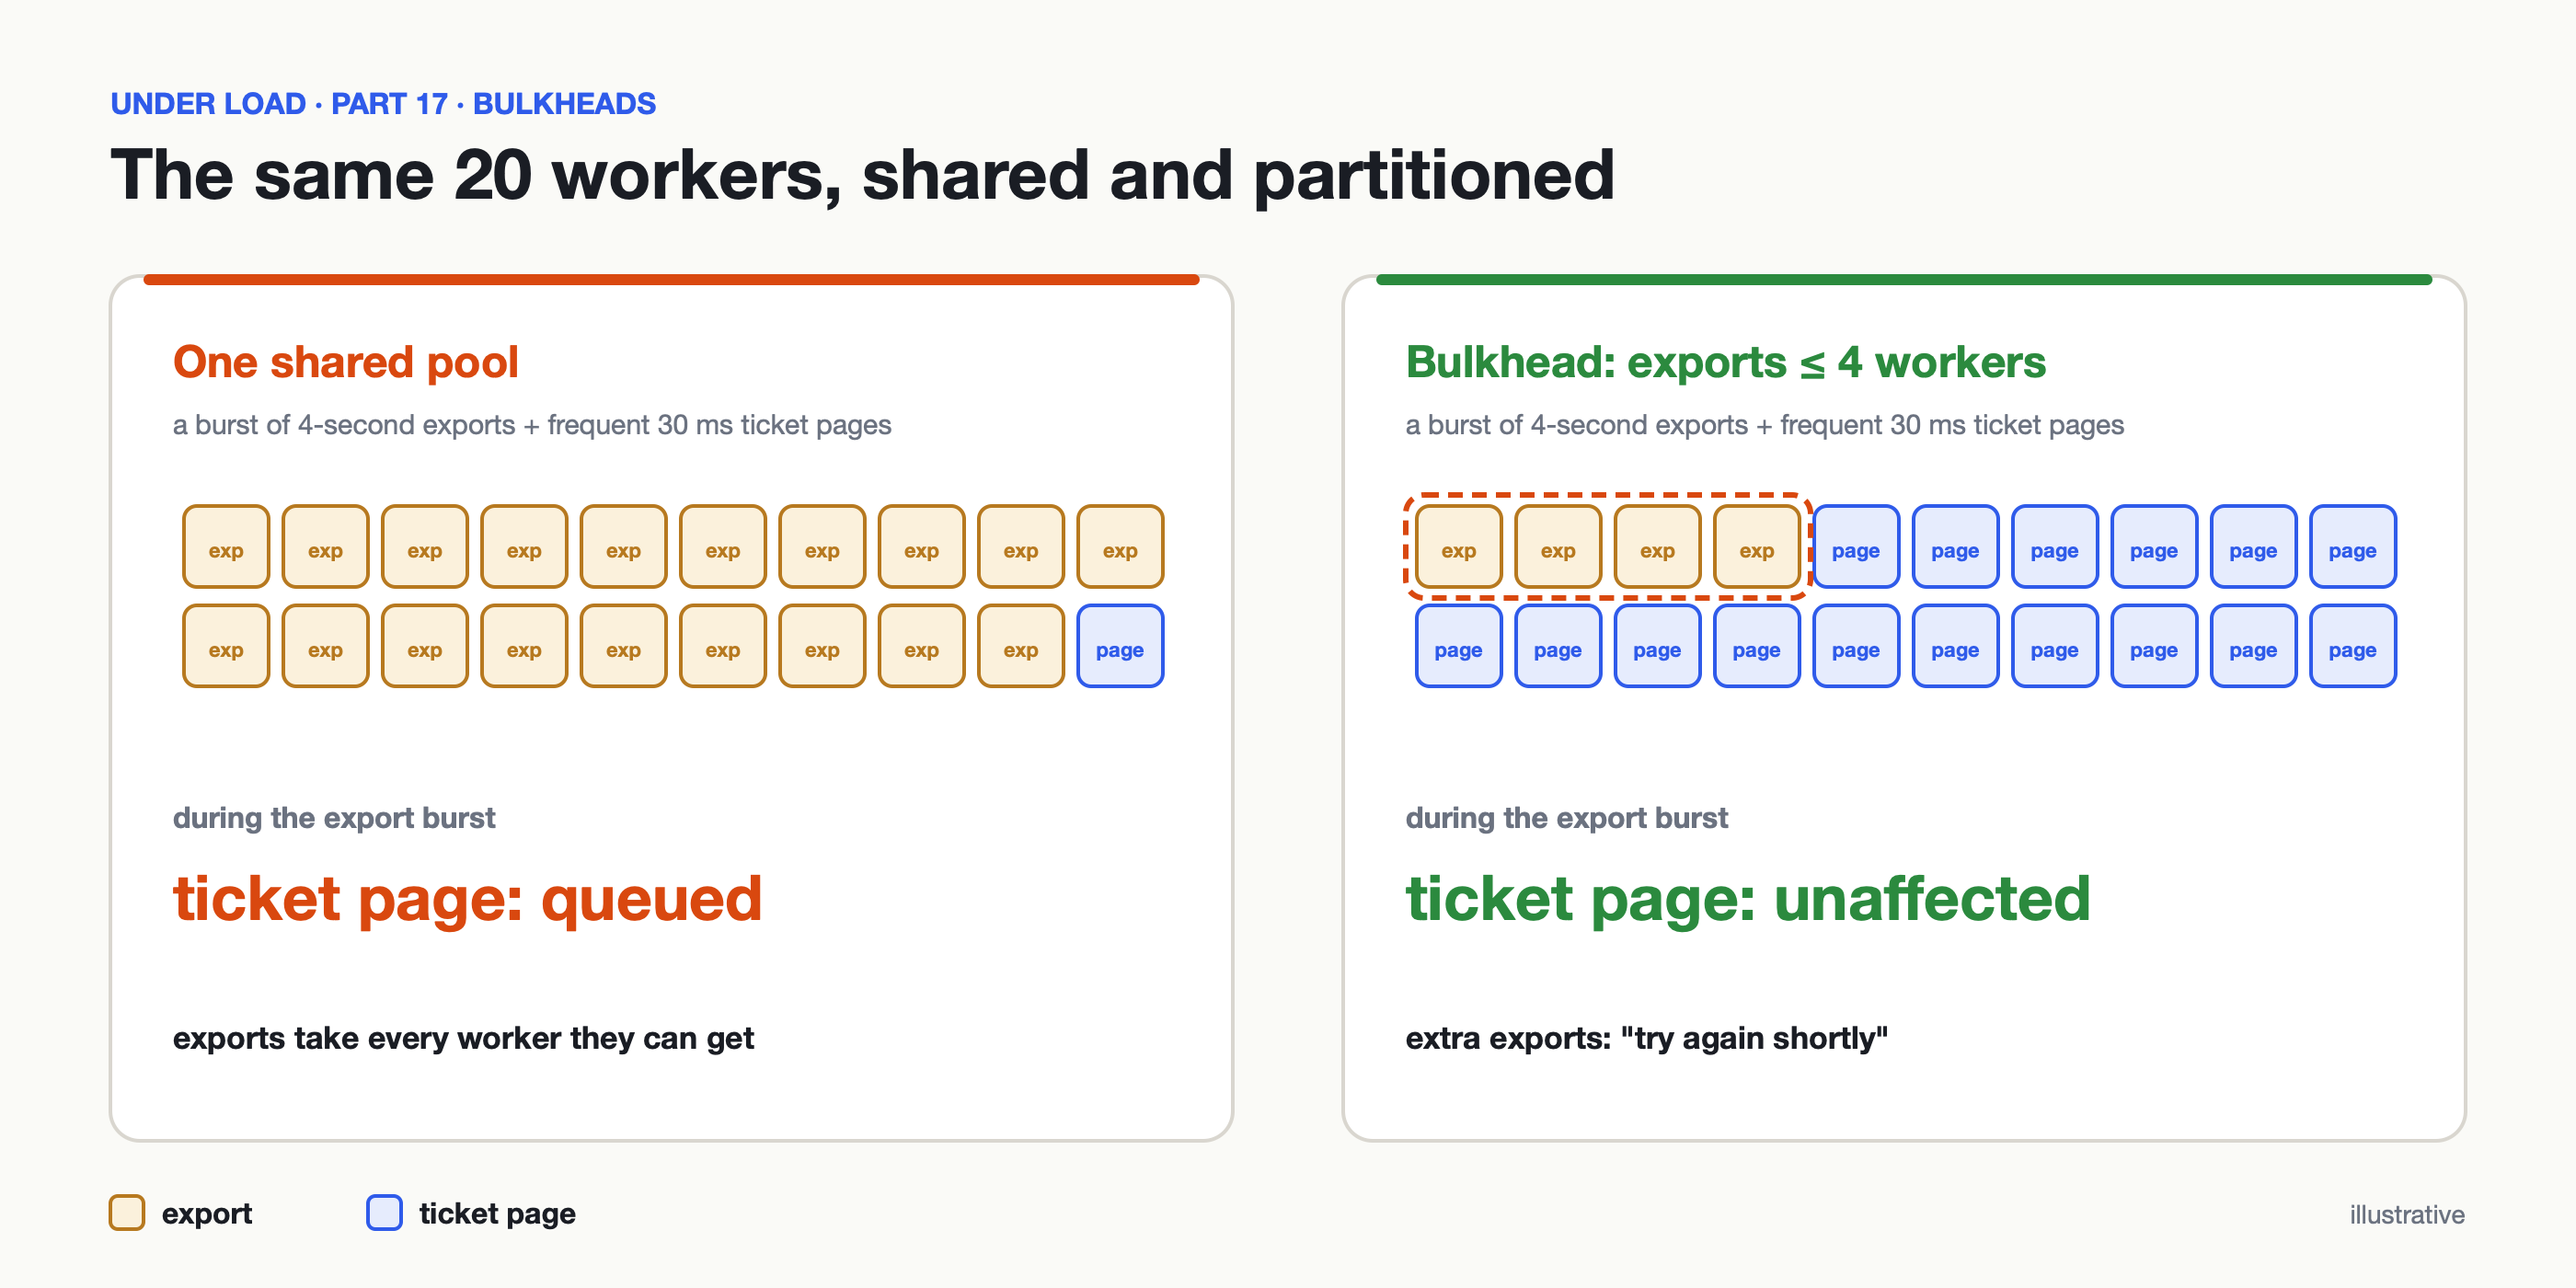 UNDER LOAD · PART 17 · BULKHEADS
The same 20 workers, shared and partitioned
One shared pool
a burst of 4-second exports + frequent 30 ms ticket pages
exp exp exp exp exp exp exp exp exp exp
exp exp exp exp exp exp exp exp exp page
during the export burst
ticket page: queued
exports take every worker they can get
Bulkhead: exports ≤ 4 workers
a burst of 4-second exports + frequent 30 ms ticket pages
exp exp exp exp page page page page page page
page page page page page page page page page page
during the export burst
ticket page: unaffected
extra exports: "try again shortly"
export
ticket page
illustrative